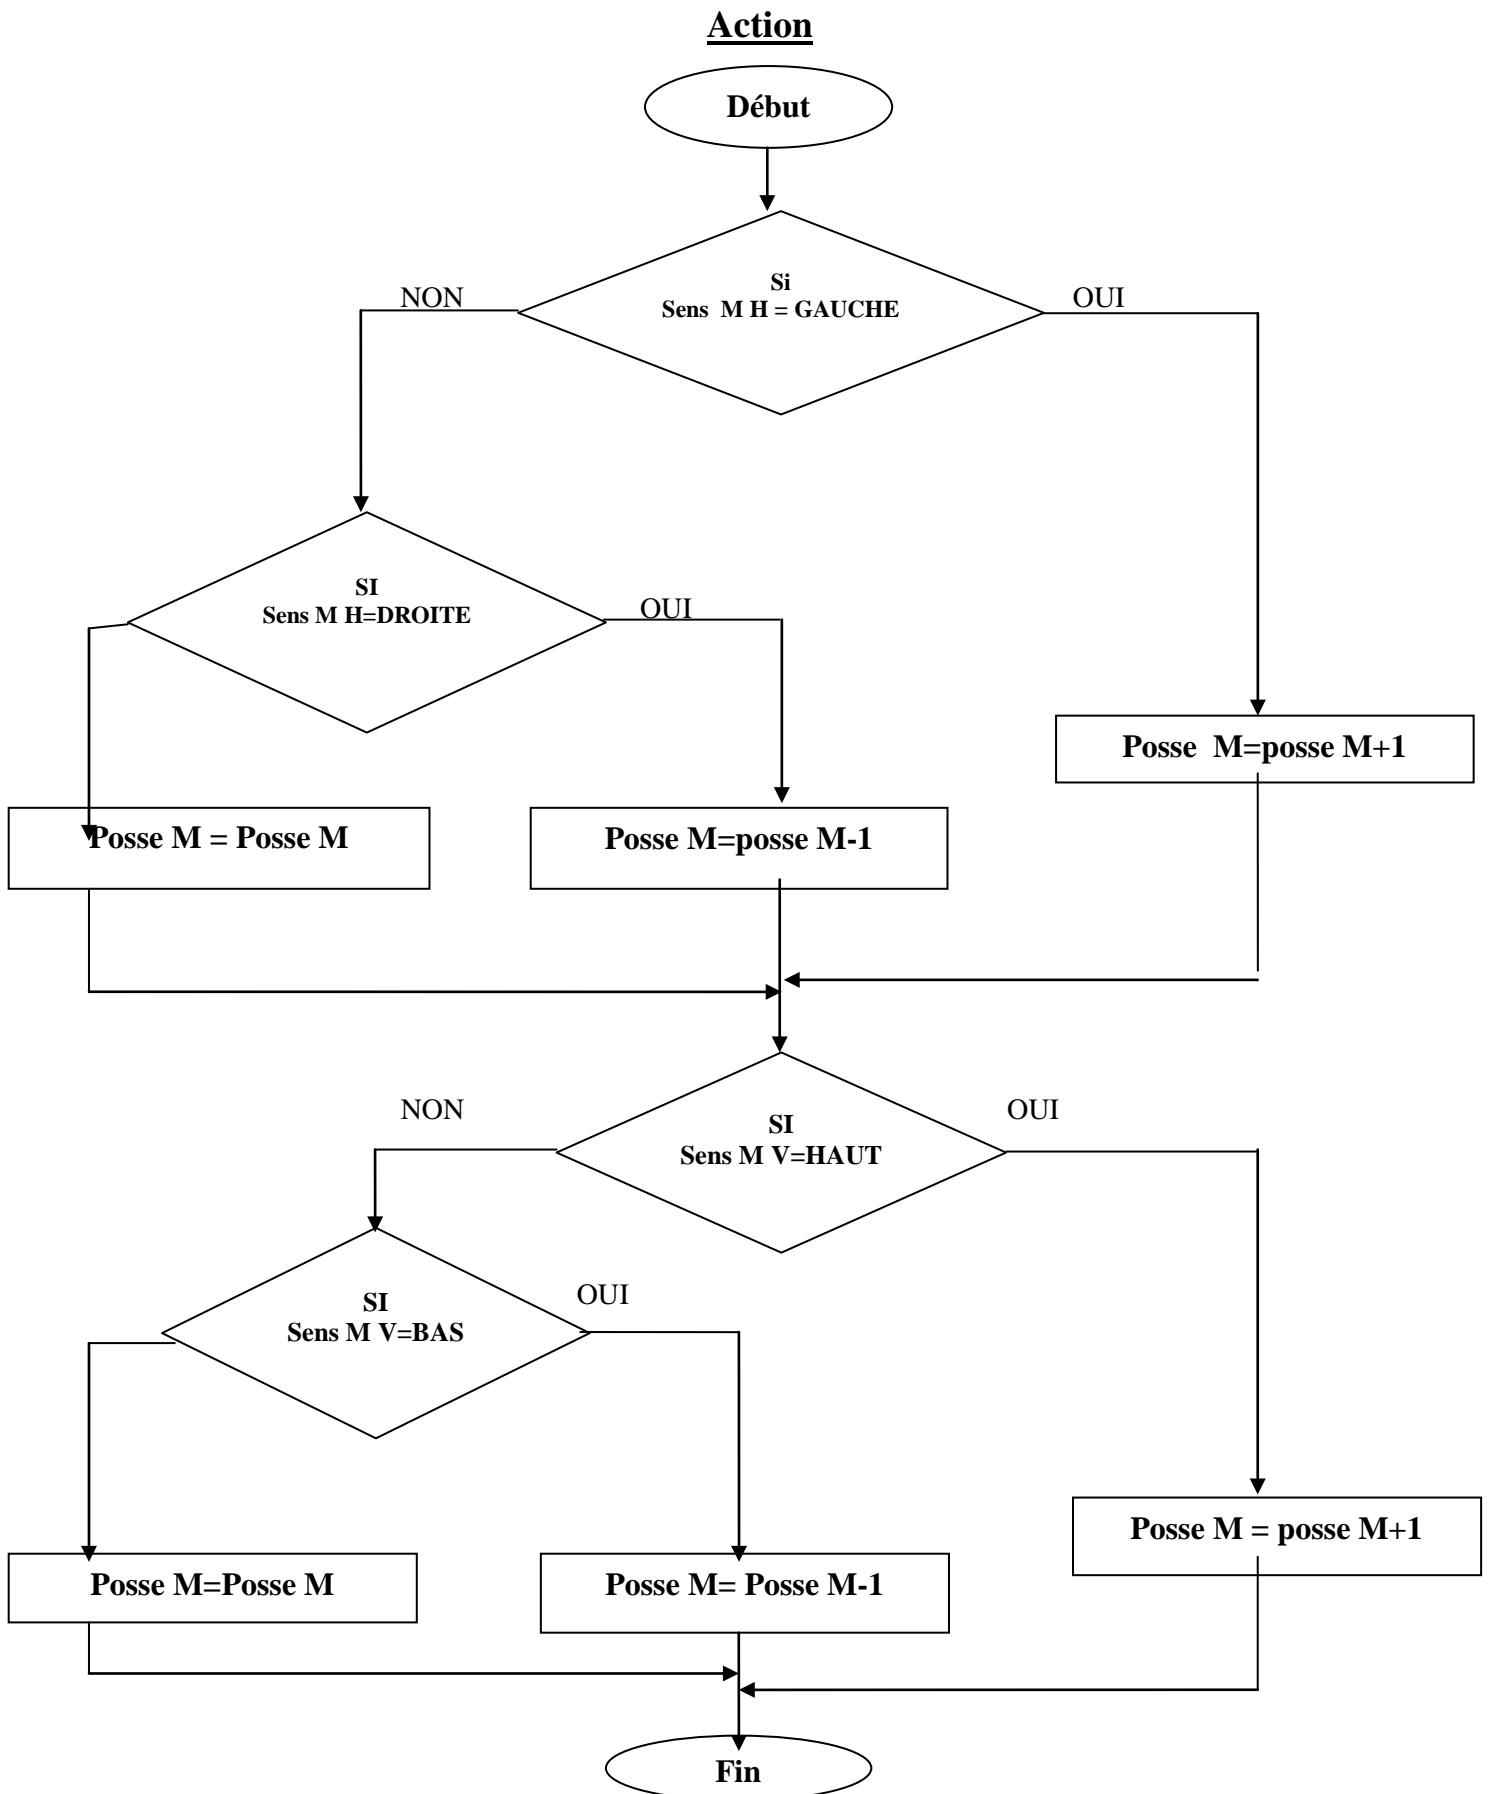 Action
Début
Si
Sens M H = GAUCHE
NON
OUI
SI
Sens M H=DROITE
OUI
Posse M=posse M+1
Posse M = Posse M
Posse M=posse M-1
NON
OUI
SI
Sens M V=HAUT
SI
Sens M V=BAS
OUI
Posse M = posse M+1
Posse M=Posse M
Posse M= Posse M-1
Fin